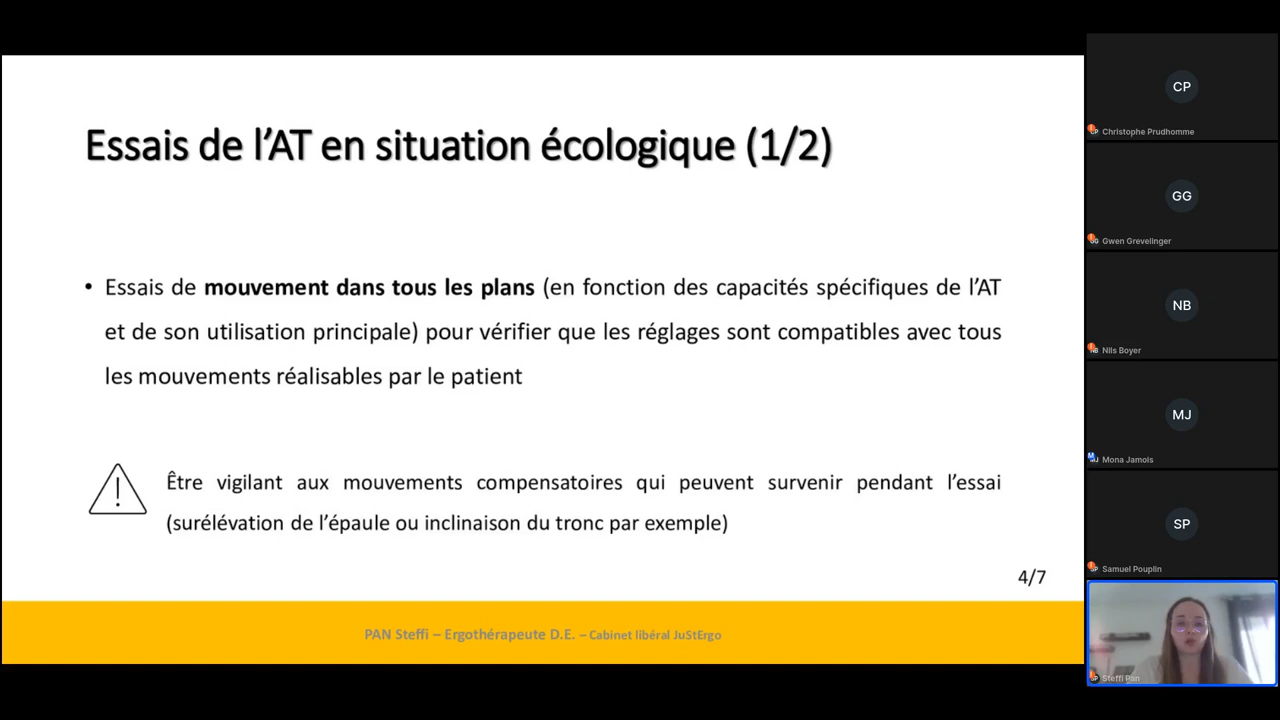 Essais de l’AT en situation écologique (1/2)
• Essais de mouvement dans tous les plans (en fonction des capacités spécifiques de l’AT
et de son utilisation principale) pour vérifier que les réglages sont compatibles avec tous
les mouvements réalisables par le patient
Être vigilant aux mouvements compensatoires qui peuvent survenir pendant l’essai
(surélévation de l’épaule ou inclinaison du tronc par exemple)
4/7
PAN Steffi – Ergothérapeute D.E. – Cabinet libéral JuStErgo
CP
Christophe Prudhomme
GG
Gwen Grevelinger
NB
Nils Boyer
MJ
Mona Jamois
SP
Samuel Pouplin
Steffi Pan